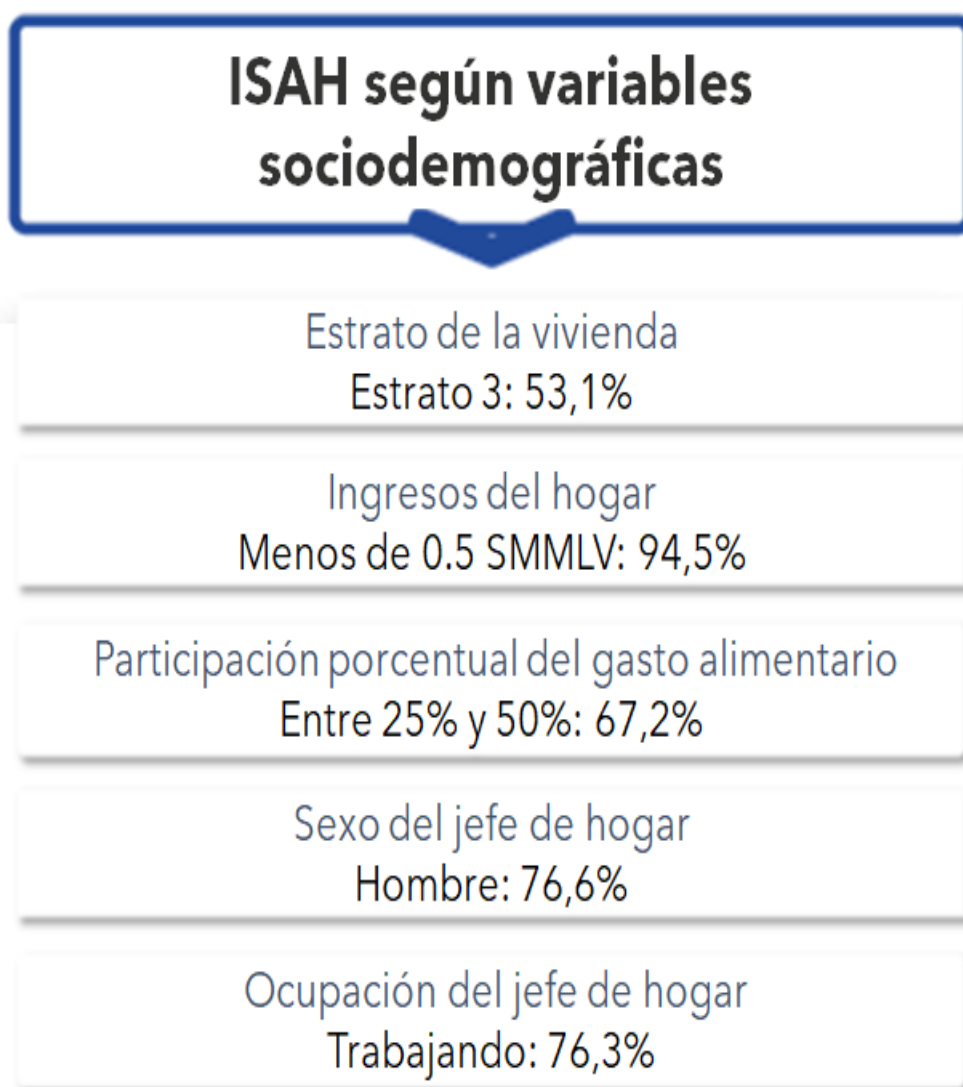 ISAH según variables
sociodemográficas
Estrato de la vivienda
Estrato 3: 53,1%
Ingresos del hogar
Menos de 0.5 SMMLV: 94,5%
Participación porcentual del gasto alimentario
Entre 25% y 50%: 67,2%
Sexo del jefe de hogar
Hombre: 76,6%
Ocupación del jefe de hogar
Trabajando: 76,3%